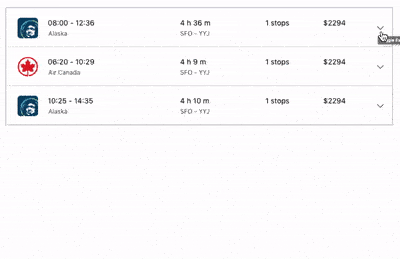 08:00 - 12:36 4 h 36 m 1 stops $2294
Alaska SFO - YYJ
06:20 - 10:29 4 h 9 m 1 stops $2294
Air Canada SFO - YYJ
10:25 - 14:35 4 h 10 m 1 stops $2294
Alaska SFO - YYJ